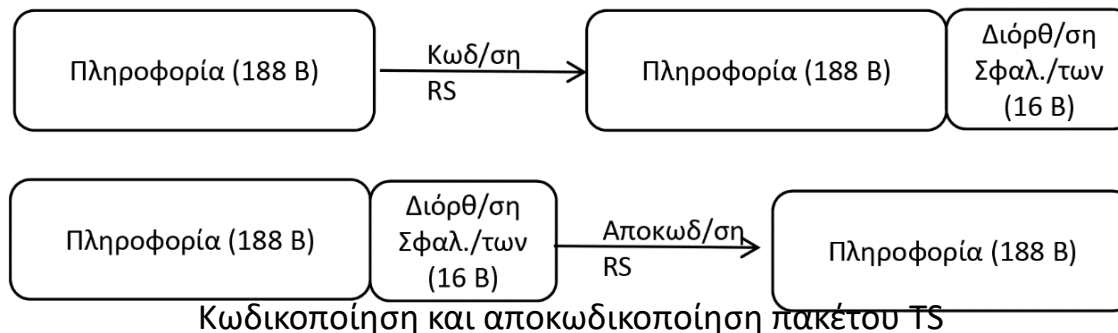 Πληροφορία (188 B)
Κωδ/ση
RS
Πληροφορία (188 B)
Διόρθ/ση
Σφαλ./των
(16 B)
Πληροφορία (188 B)
Διόρθ/ση
Σφαλ./των
(16 B)
Αποκωδ/ση
RS
Πληροφορία (188 B)
Κωδικοποίηση και αποκωδικοποίηση πακέτου TS